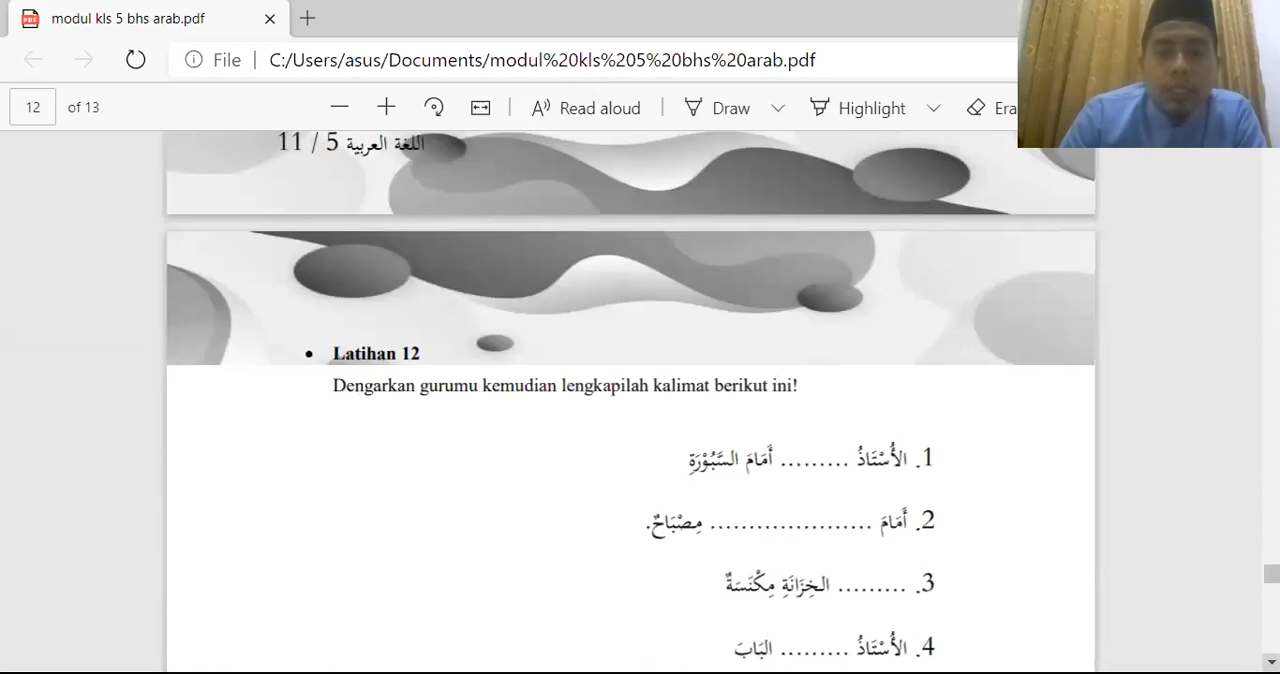 modul kls 5 bhs arab.pdf
File | C:/Users/asus/Documents/modul%20kls%205%20bhs%20arab.pdf
12 of 13 Read aloud Draw Highlight Era
اللغة العربية 5 / 11
• Latihan 12
Dengarkan gurumu kemudian lengkapilah kalimat berikut ini!
1. الأُسْتَاذُ ......... أَمَامَ السَّبُوْرَةِ
2. أَمَامَ ..................... مِصْبَاحٌ.
3. ......... الخِزَانَةِ مِكْنَسَةٌ
4. الأُسْتَاذُ ......... البَابَ